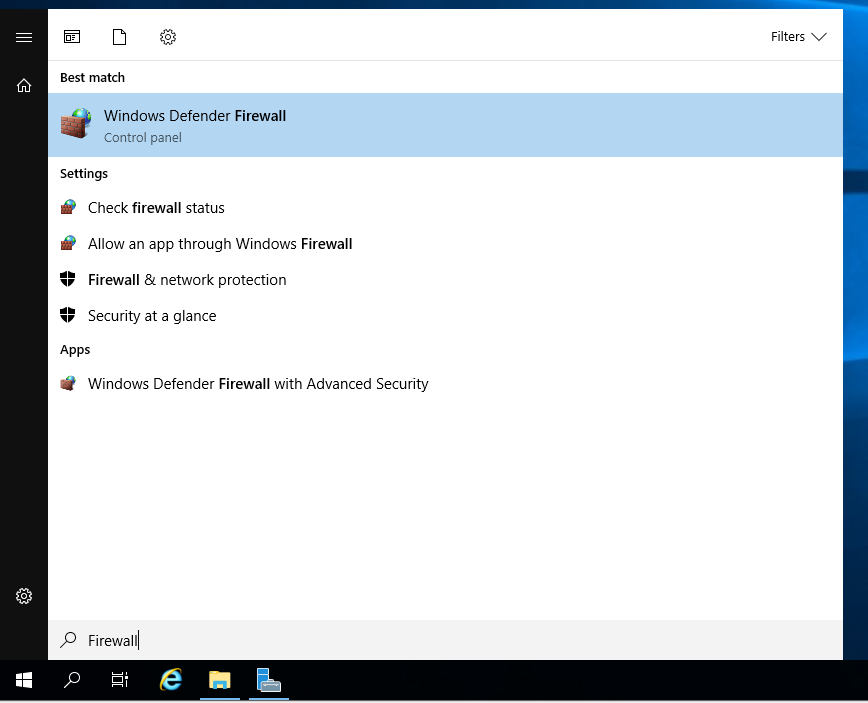 Filters
Best match
Windows Defender Firewall
Control panel
Settings
Check firewall status
Allow an app through Windows Firewall
Firewall & network protection
Security at a glance
Apps
Windows Defender Firewall with Advanced Security
Firewall